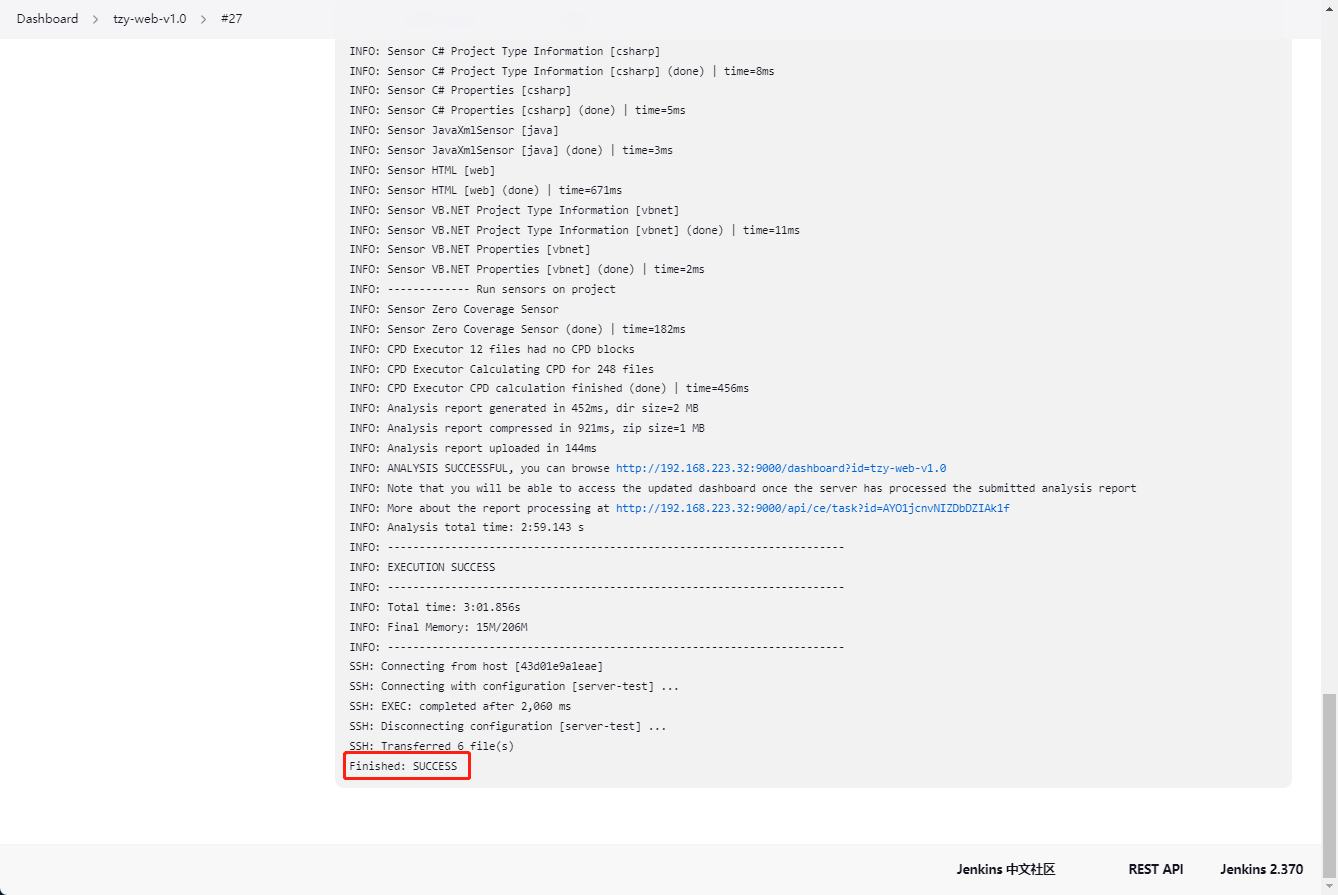 Dashboard > tzy-web-v1.0 > #27
INFO: Sensor C# Project Type Information [csharp]
INFO: Sensor C# Project Type Information [csharp] (done) | time=8ms
INFO: Sensor C# Properties [csharp]
INFO: Sensor C# Properties [csharp] (done) | time=5ms
INFO: Sensor JavaXmlSensor [java]
INFO: Sensor JavaXmlSensor [java] (done) | time=3ms
INFO: Sensor HTML [web]
INFO: Sensor HTML [web] (done) | time=671ms
INFO: Sensor VB.NET Project Type Information [vbnet]
INFO: Sensor VB.NET Project Type Information [vbnet] (done) | time=11ms
INFO: Sensor VB.NET Properties [vbnet]
INFO: Sensor VB.NET Properties [vbnet] (done) | time=2ms
INFO: ------------- Run sensors on project
INFO: Sensor Zero Coverage Sensor
INFO: Sensor Zero Coverage Sensor (done) | time=182ms
INFO: CPD Executor 12 files had no CPD blocks
INFO: CPD Executor Calculating CPD for 248 files
INFO: CPD Executor CPD calculation finished (done) | time=456ms
INFO: Analysis report generated in 452ms, dir size=2 MB
INFO: Analysis report compressed in 921ms, zip size=1 MB
INFO: Analysis report uploaded in 144ms
INFO: ANALYSIS SUCCESSFUL, you can browse http://192.168.223.32:9000/dashboard?id=tzy-web-v1.0
INFO: Note that you will be able to access the updated dashboard once the server has processed the submitted analysis report
INFO: More about the report processing at http://192.168.223.32:9000/api/ce/task?id=AYO1jcnvNIZDbDZIAk1f
INFO: Analysis total time: 2:59.143 s
INFO: ------------------------------------------------------------------------
INFO: EXECUTION SUCCESS
INFO: ------------------------------------------------------------------------
INFO: Total time: 3:01.856s
INFO: Final Memory: 15M/206M
INFO: ------------------------------------------------------------------------
SSH: Connecting from host [43d01e9a1eae]
SSH: Connecting with configuration [server-test] ...
SSH: EXEC: completed after 2,060 ms
SSH: Disconnecting configuration [server-test] ...
SSH: Transferred 6 file(s)
Finished: SUCCESS
Jenkins 中文社区 REST API Jenkins 2.370